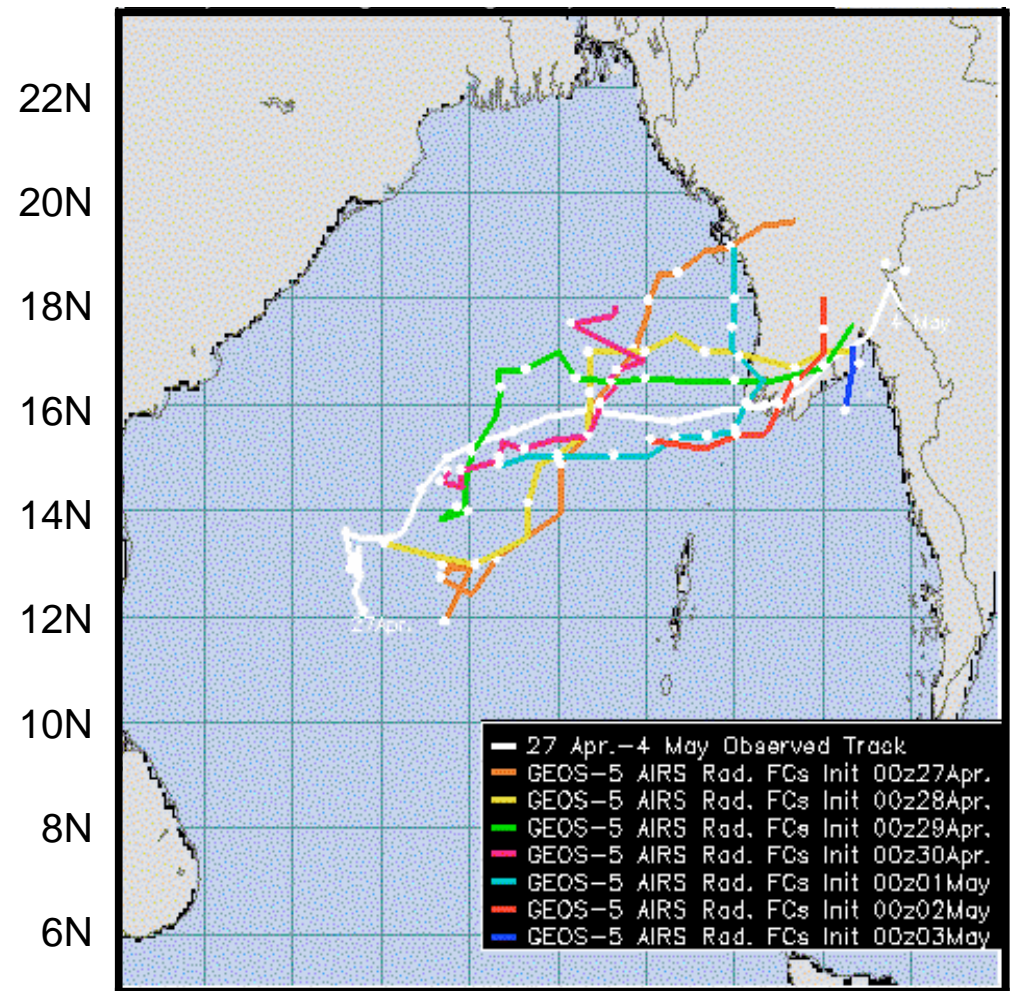 22N
20N
18N
4 May
16N
14N
12N
27Apr.
10N
27 Apr.-4 May Observed Track
GEOS-5 AIRS Rad. FCs Init 00z27Apr.
GEOS-5 AIRS Rad. FCs Init 00z28Apr.
8N
GEOS-5 AIRS Rad. FCs Init 00z29Apr.
GEOS-5 AIRS Rad. FCs Init 00z30Apr.
GEOS-5 AIRS Rad. FCs Init 00z01May
GEOS-5 AIRS Rad. FCs Init 00z02May
6N
GEOS-5 AIRS Rad. FCs Init 00z03May